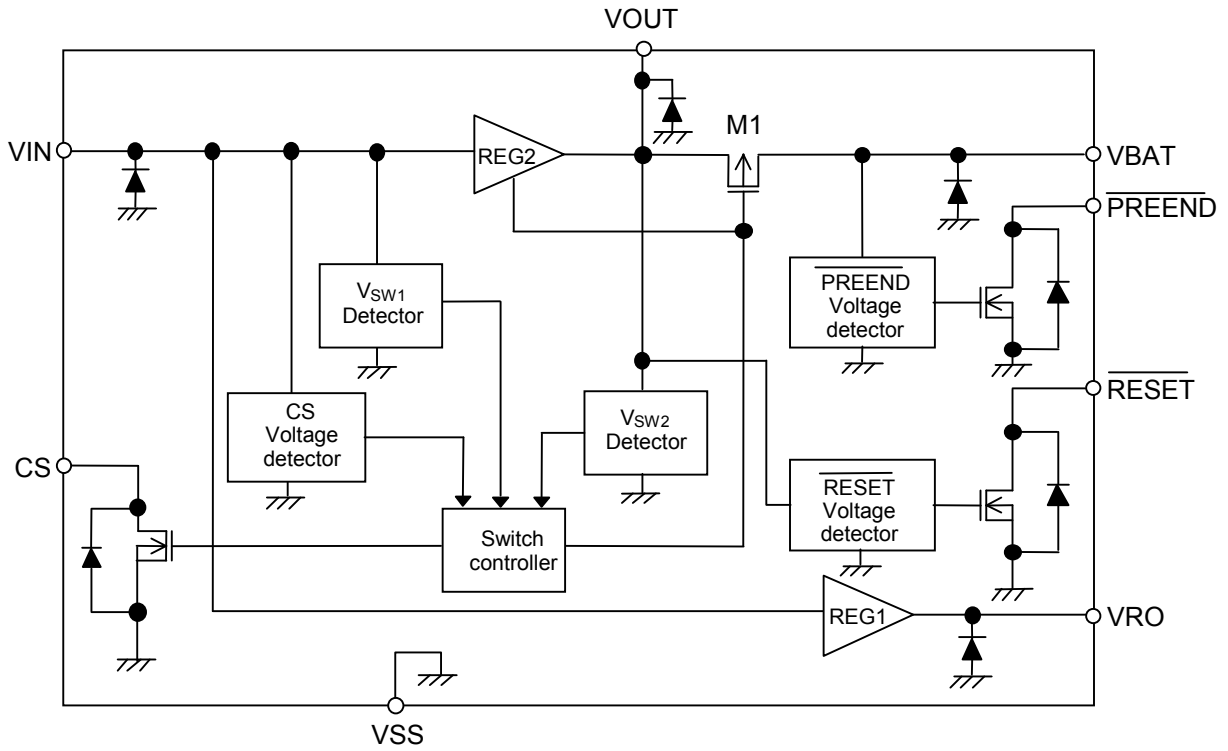 VOUT
VIN
REG2
M1
VBAT
PREEND
VSW1
Detector
PREEND
Voltage
detector
RESET
CS
Voltage
detector
VSW2
Detector
CS
RESET
Voltage
detector
Switch
controller
REG1
VRO
VSS